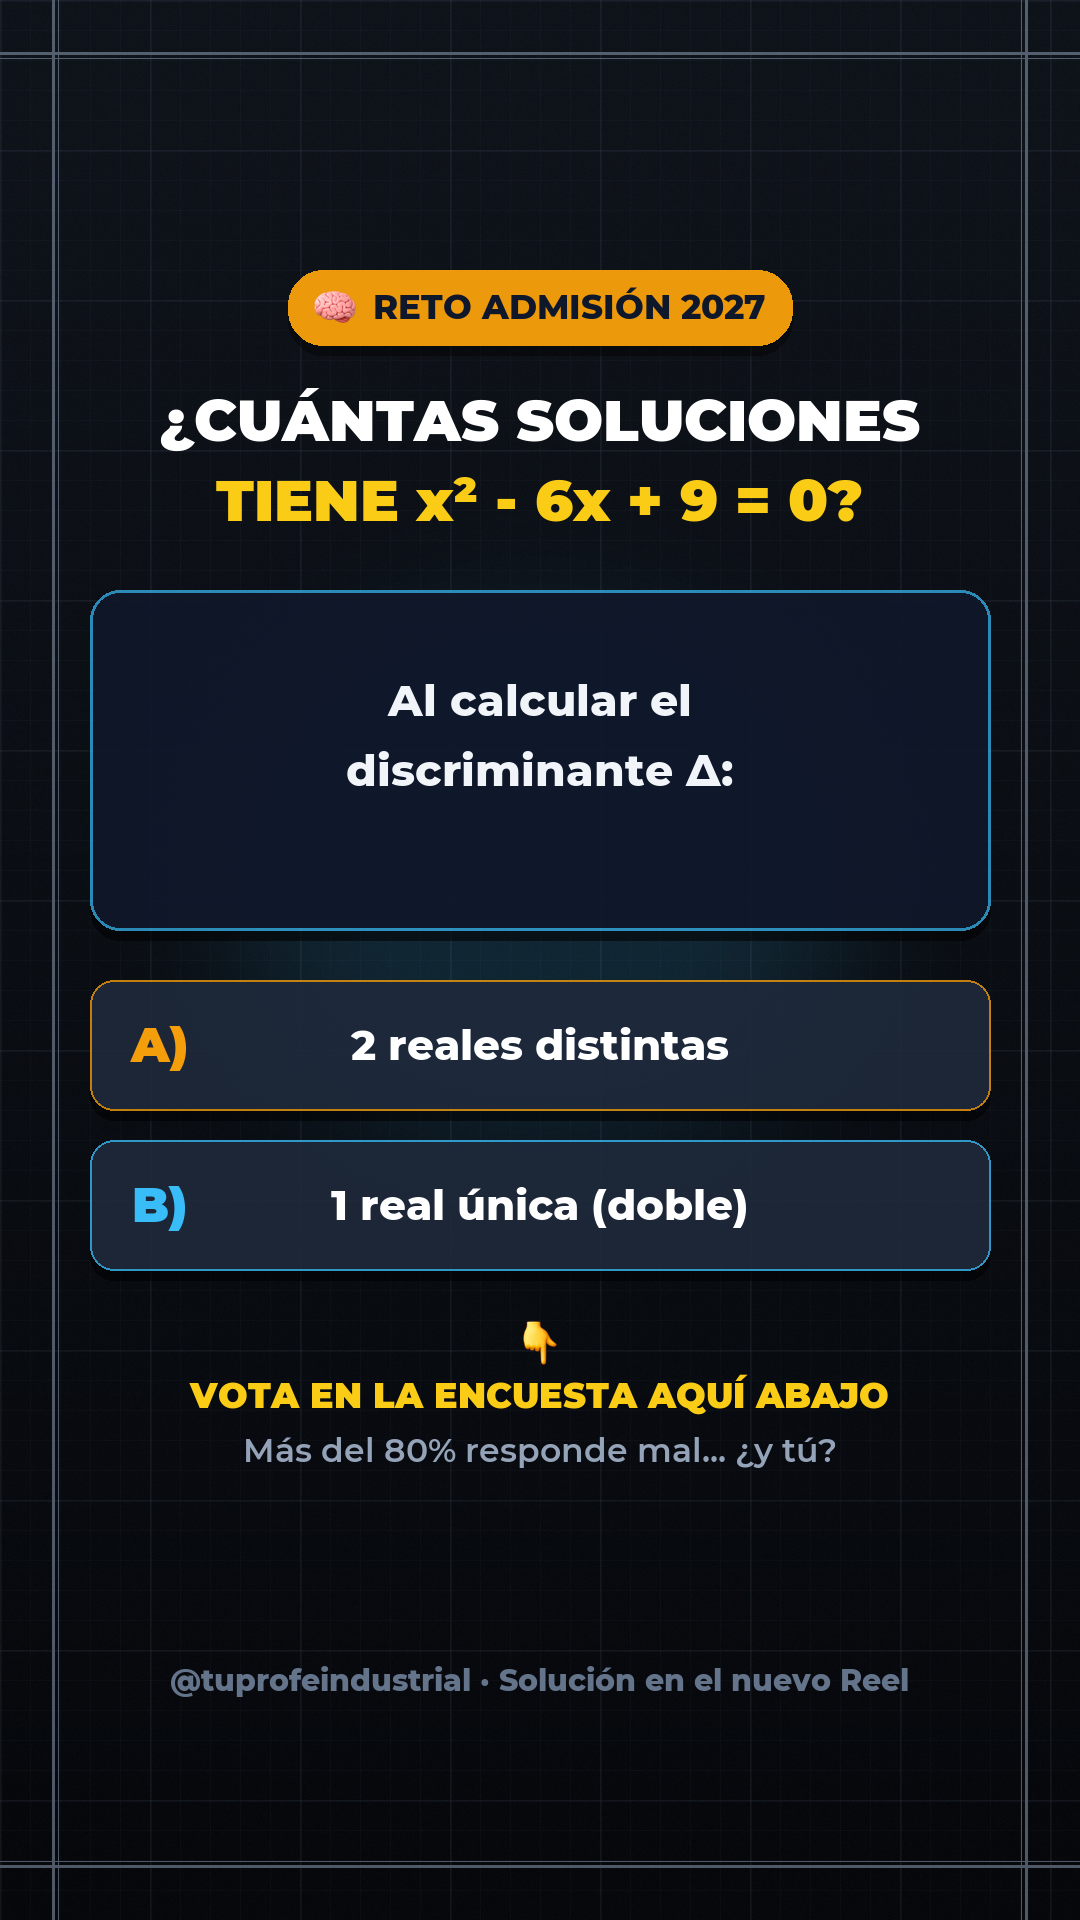 🧠 RETO ADMISIÓN 2027
¿CUÁNTAS SOLUCIONES
TIENE x² - 6x + 9 = 0?
Al calcular el
discriminante Δ:
A) 2 reales distintas
B) 1 real única (doble)
👇
VOTA EN LA ENCUESTA AQUÍ ABAJO
Más del 80% responde mal... ¿y tú?
@tuprofeindustrial • Solución en el nuevo Reel